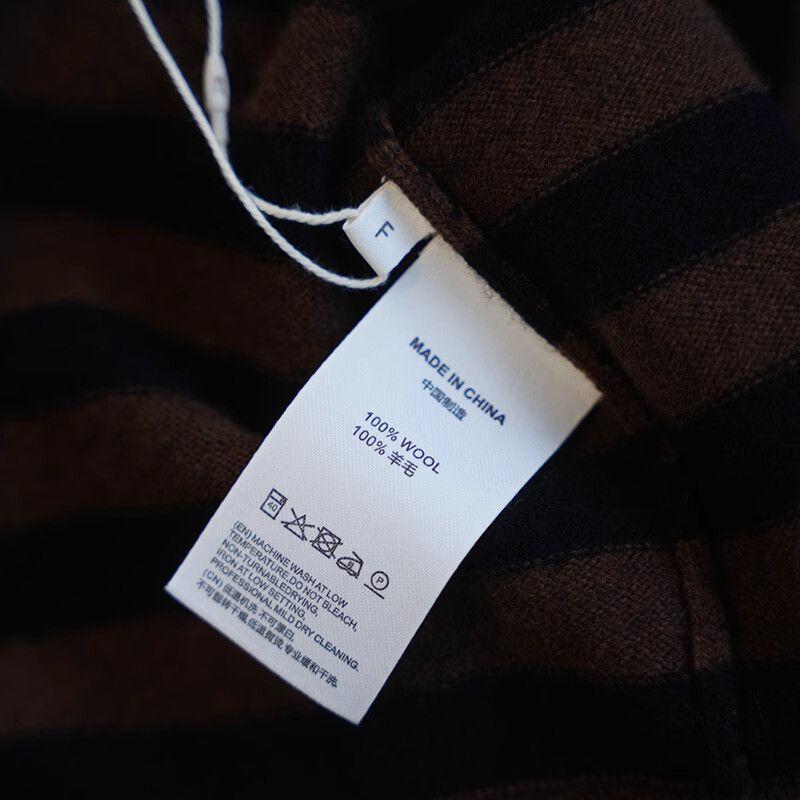 F
MADE IN CHINA
中国制造
100% WOOL
100% 羊毛
40
P
(EN) MACHINE WASH AT LOW
TEMPERATURE.DO NOT BLEACH,
NON-TURNABLEDRYING,
IRON AT LOW SETTING,
PROFESSIONAL MILD DRY CLEANING.
(CN) 低温机洗.不可漂白.
不可翻转干燥,低温熨烫,专业缓和干洗.